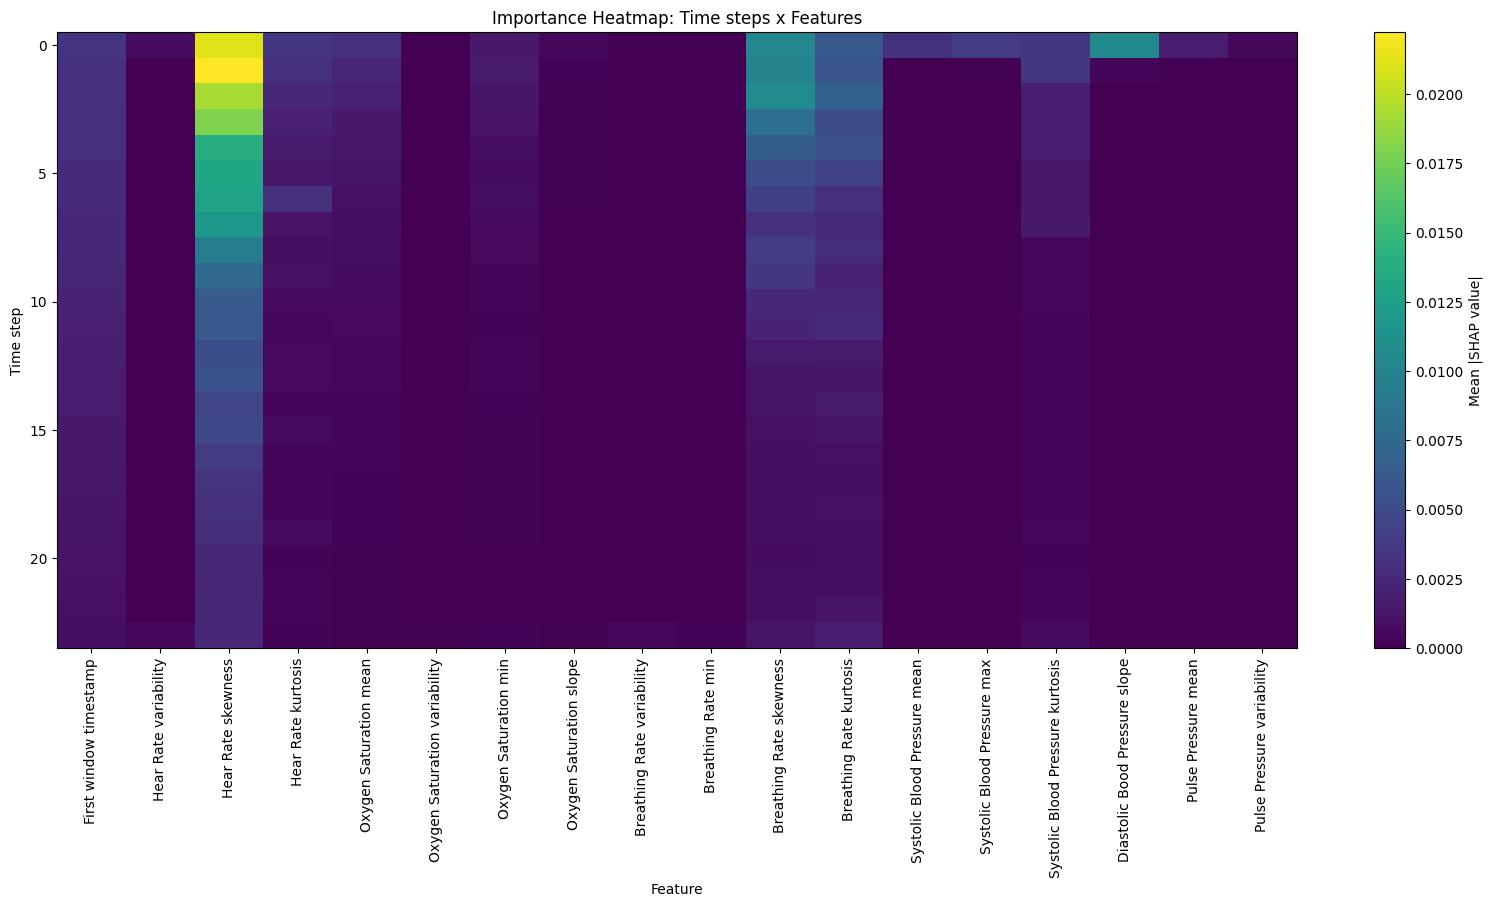 Importance Heatmap: Time steps x Features
0
5
10
15
20
Time step
First window timestamp
Hear Rate variability
Hear Rate skewness
Hear Rate kurtosis
Oxygen Saturation mean
Oxygen Saturation variability
Oxygen Saturation min
Oxygen Saturation slope
Breathing Rate variability
Breathing Rate min
Breathing Rate skewness
Breathing Rate kurtosis
Systolic Blood Pressure mean
Systolic Blood Pressure max
Systolic Blood Pressure kurtosis
Diastolic Bood Pressure slope
Pulse Pressure mean
Pulse Pressure variability
Feature
0.0200
0.0175
0.0150
0.0125
0.0100
0.0075
0.0050
0.0025
0.0000
Mean |SHAP value|